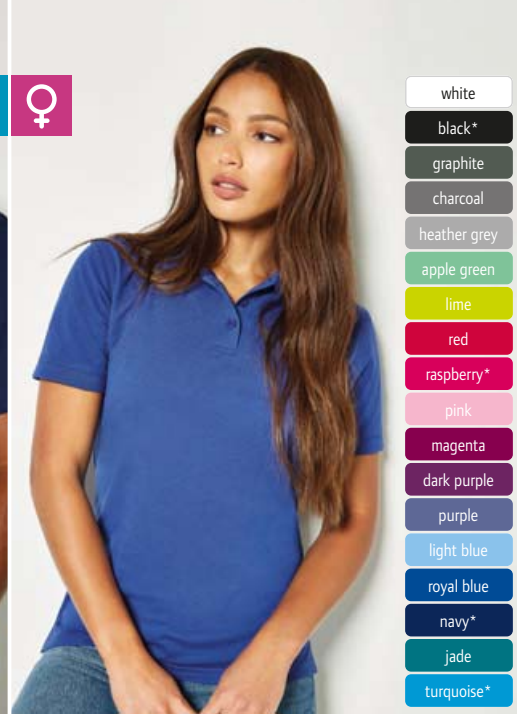 white
black*
graphite
charcoal
heather grey
apple green
lime
red
raspberry*
pink
magenta
dark purple
purple
light blue
royal blue
navy*
jade
turquoise*